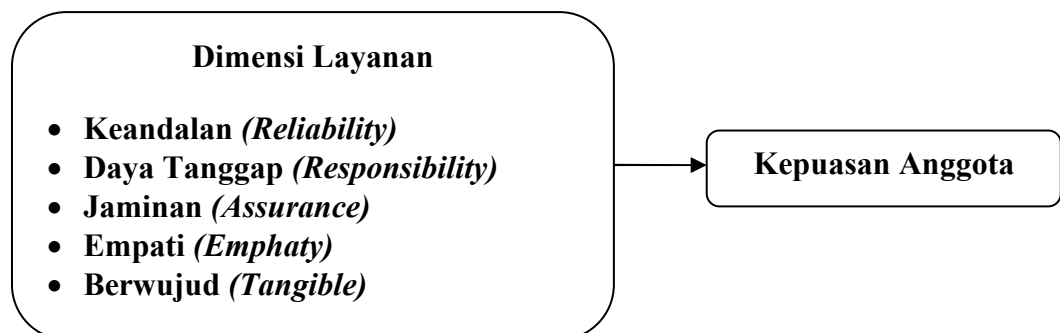 Dimensi Layanan
• Keandalan (Reliability)
• Daya Tanggap (Responsibility)
• Jaminan (Assurance)
• Empati (Emphaty)
• Berwujud (Tangible)
Kepuasan Anggota